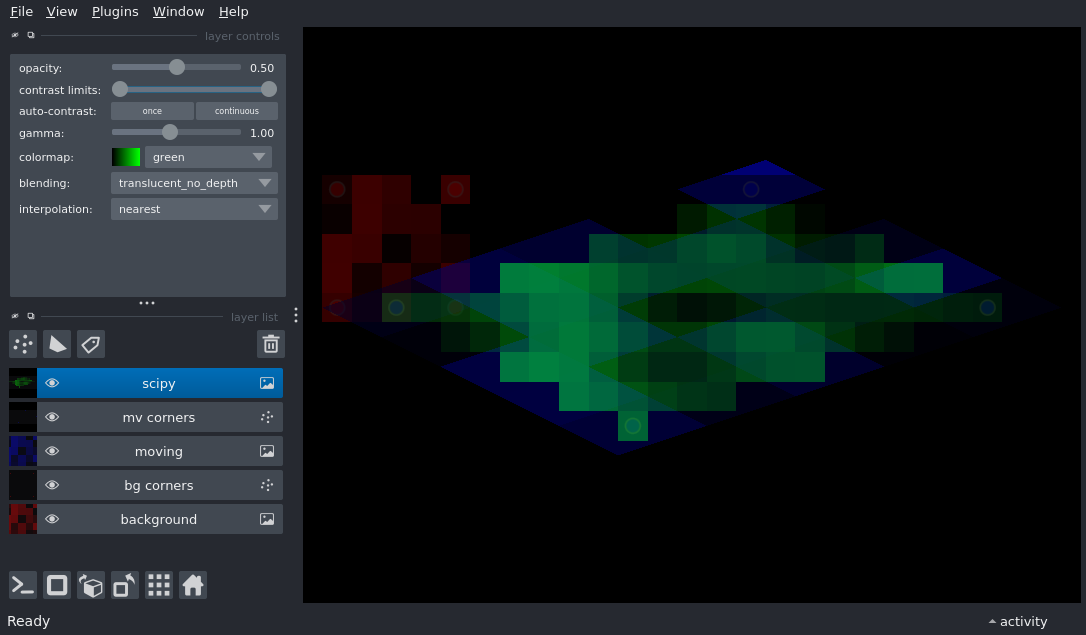 File View Plugins Window Help
layer controls
opacity: 0.50
contrast limits:
auto-contrast: once continuous
gamma: 1.00
colormap: green
blending: translucent_no_depth
interpolation: nearest
layer list
scipy
mv corners
moving
bg corners
background
Ready
activity